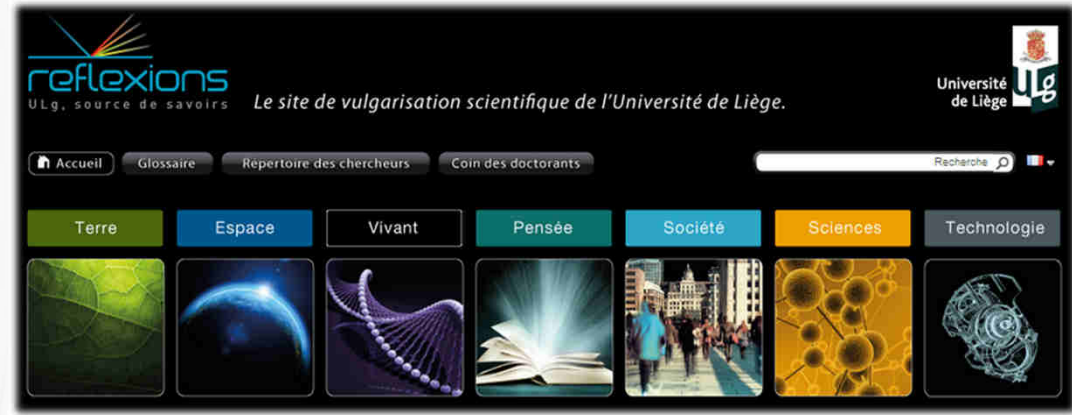 reflexions
ULg, source de savoirs
Le site de vulgarisation scientifique de l'Université de Liège.
Université
de Liège
ULg
Accueil
Glossaire
Répertoire des chercheurs
Coin des doctorants
Recherche
Terre
Espace
Vivant
Pensée
Société
Sciences
Technologie